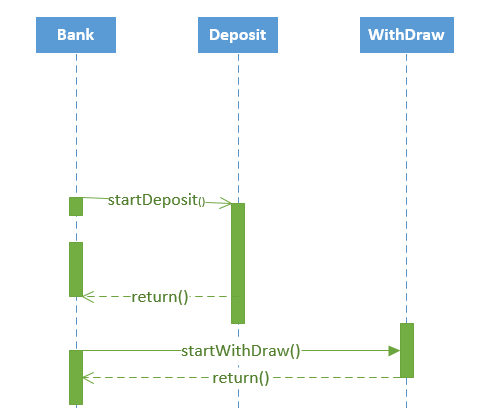 Bank
Deposit
WithDraw
startDeposit()
return()
startWithDraw()
return()